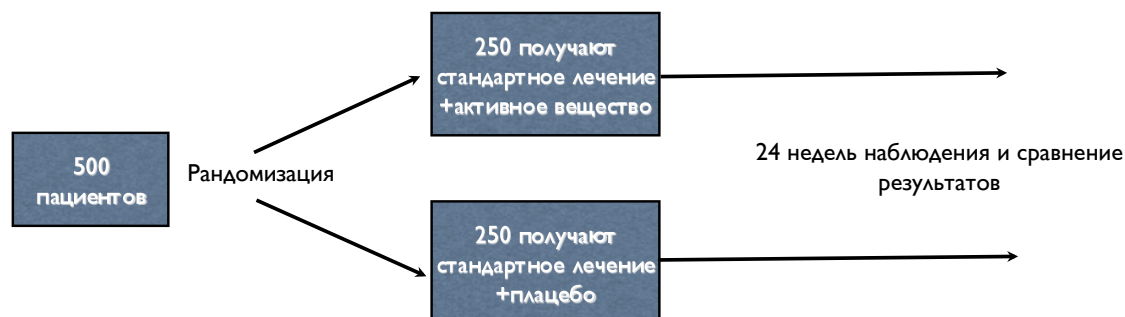 500
пациентов
Рандомизация
250 получают
стандартное лечение
+активное вещество
250 получают
стандартное лечение
+плацебо
24 недель наблюдения и сравнение
результатов